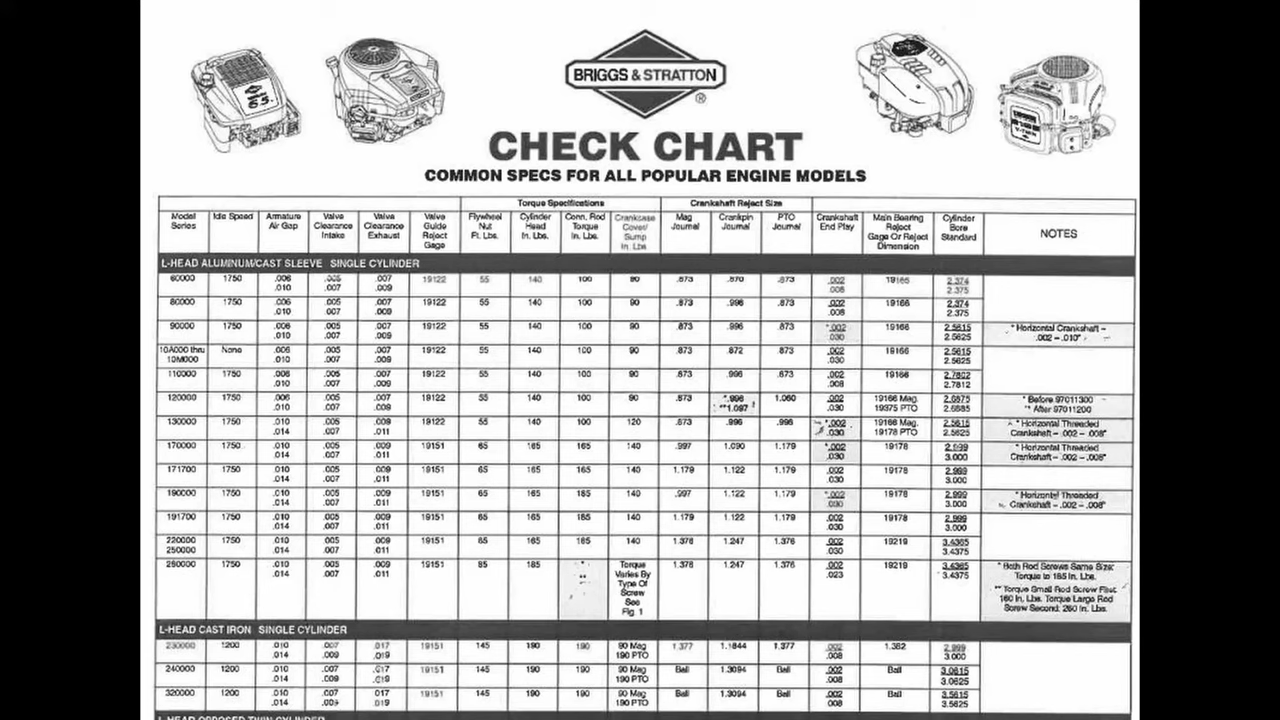 BRIGGS & STRATTON
®
CHECK CHART
COMMON SPECS FOR ALL POPULAR ENGINE MODELS
Torque Specifications Crankshaft Reject Size
Model Series Idle Speed Armature Air Gap Valve Clearance Intake Valve Clearance Exhaust Valve Guide Reject Gage Flywheel Nut Ft. Lbs. Cylinder Head In. Lbs. Conn. Rod Torque In. Lbs. Crankcase Cover/ Sump In. Lbs Mag Journal Crankpin Journal PTO Journal Crankshaft End Play Main Bearing Reject Gage Or Reject Dimension Cylinder Bore Standard NOTES
L-HEAD ALUMINUM/CAST SLEEVE SINGLE CYLINDER
60000 1750 .006 .005 .007 19122 55 140 100 90 .873 .870 .873 .002 19166 2.374
.010 .007 .009 .008 2.375
80000 1750 .006 .005 .007 19122 55 140 100 90 .873 .996 .873 .002 19166 2.374
.010 .007 .009 .008 2.375
90000 1750 .006 .005 .007 19122 55 140 100 90 .873 .996 .873 *.002 19166 2.5615 * Horizontal Crankshaft –
.010 .007 .009 .030 2.5625 .002 – .010"
10A000 thru None .006 .005 .007 19122 55 140 100 90 .873 .872 .873 .002 19166 2.5615
10M000 .010 .007 .009 .030 2.5625
110000 1750 .006 .005 .007 19122 55 140 100 90 .873 .996 .873 .002 19166 2.7802
.010 .007 .009 .008 2.7812
120000 1750 .006 .005 .007 19122 55 140 100 90 .873 *.996 1.060 .002 19166 Mag. 2.6875 * Before 97011300
.010 .007 .009 **1.097 .030 19375 PTO 2.6885 ** After 97011200
130000 1750 .010 .005 .009 19122 55 140 100 120 .873 .996 .996 *.002 19166 Mag. 2.5615 * Horizontal Threaded
.014 .007 .011 .030 19178 PTO 2.5625 Crankshaft – .002 – .008"
170000 1750 .010 .005 .009 19151 65 165 165 140 .997 1.090 1.179 *.002 19178 2.999 * Horizontal Threaded
.014 .007 .011 .030 3.000 Crankshaft – .002 – .008"
171700 1750 .010 .005 .009 19151 65 165 165 140 1.179 1.122 1.179 .002 19178 2.999
.014 .007 .011 .030 3.000
190000 1750 .010 .005 .009 19151 65 165 185 140 .997 1.122 1.179 *.002 19178 2.999 * Horizontal Threaded
.014 .007 .011 .030 3.000 Crankshaft – .002 – .008"
191700 1750 .010 .005 .009 19151 65 165 185 140 1.179 1.122 1.179 .002 19178 2.999
.014 .007 .011 .030 3.000
220000 1750 .010 .005 .009 19151 65 165 185 140 1.376 1.247 1.376 .002 19219 3.4365
250000 .014 .007 .011 .030 3.4375
1750 .010 .005 .009 19151 185 Torque 1.376 1.247 1.376 .002 19219 3.4365 * Both Rod Screws Same Size:
.014 .007 .011 ** Varies By .023 3.4375 Torque to 185 In. Lbs.
Type Of ** Torque Small Rod Screw First:
Screw 160 In. Lbs. Torque Large Rod
See Screw Second: 260 In. Lbs.
Fig. 1
L-HEAD CAST IRON SINGLE CYLINDER
230000 1200 .010 .007 .017 19151 145 190 190 90 Mag 1.377 1.1844 1.377 .002 1.382 2.999
.014 .009 .019 190 PTO .008 3.000
240000 1200 .010 .007 .017 19151 145 190 190 90 Mag Ball 1.3094 Ball .002 Ball 3.0615
.014 .009 .019 190 PTO .008 3.0625
320000 1200 .010 .007 017 19151 145 190 190 90 Mag Ball 1.3094 Ball .002 Ball 3.5615
.014 .009 019 190 PTO 008 3.5625
L-HEAD OPPOSED TWIN CYLINDER